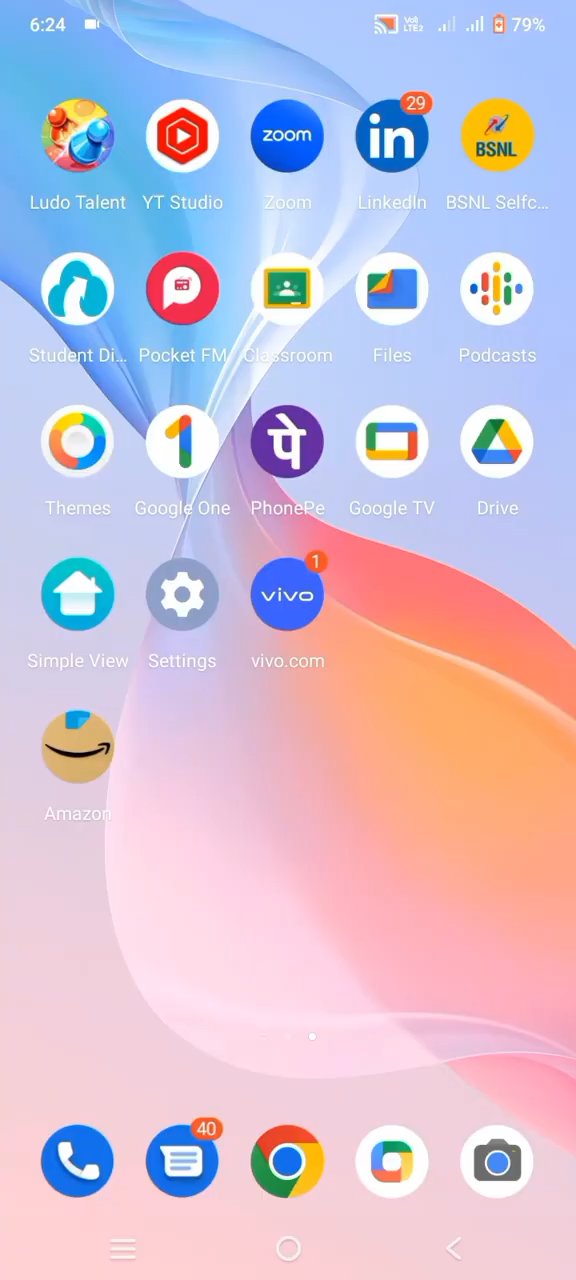 6:24 Vo)) LTE2 79%
29
zoom in BSNL
Ludo Talent YT Studio Zoom LinkedIn BSNL Selfc...
Student Di... Pocket FM Classroom Files Podcasts
पे
Themes Google One PhonePe Google TV Drive
1
vivo
Simple View Settings vivo.com
Amazon
40